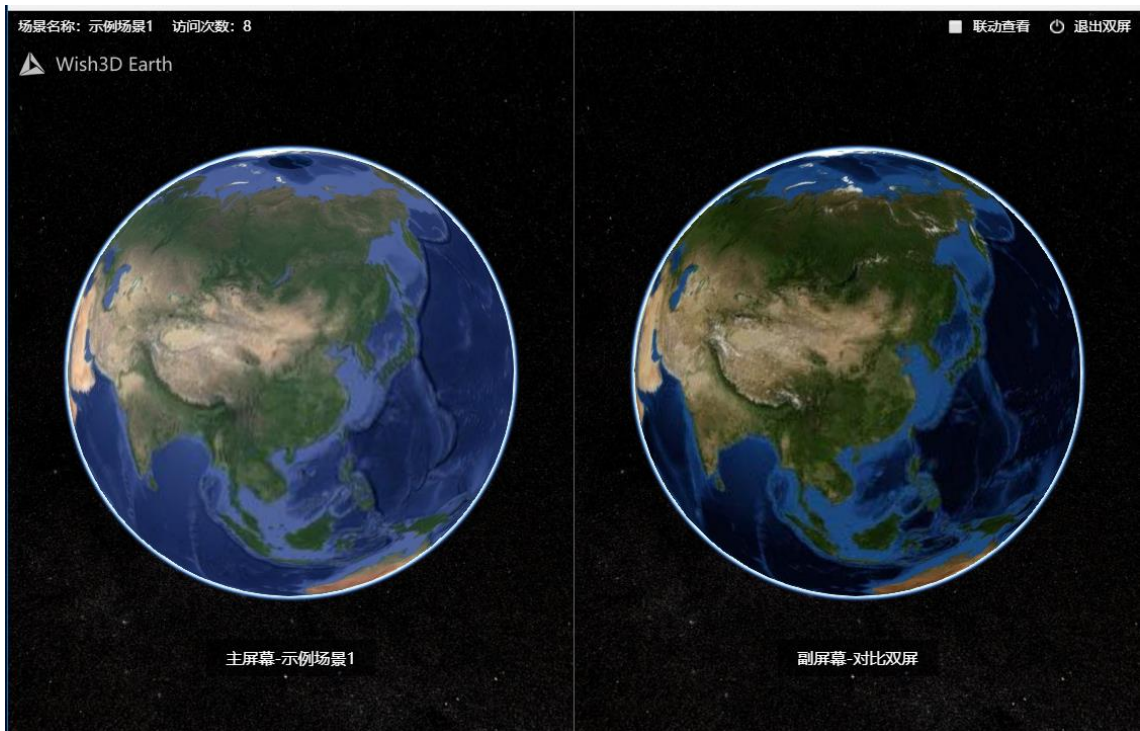 场景名称：示例场景1 访问次数：8
联动查看 退出双屏
Wish3D Earth
主屏幕-示例场景1
副屏幕-对比双屏